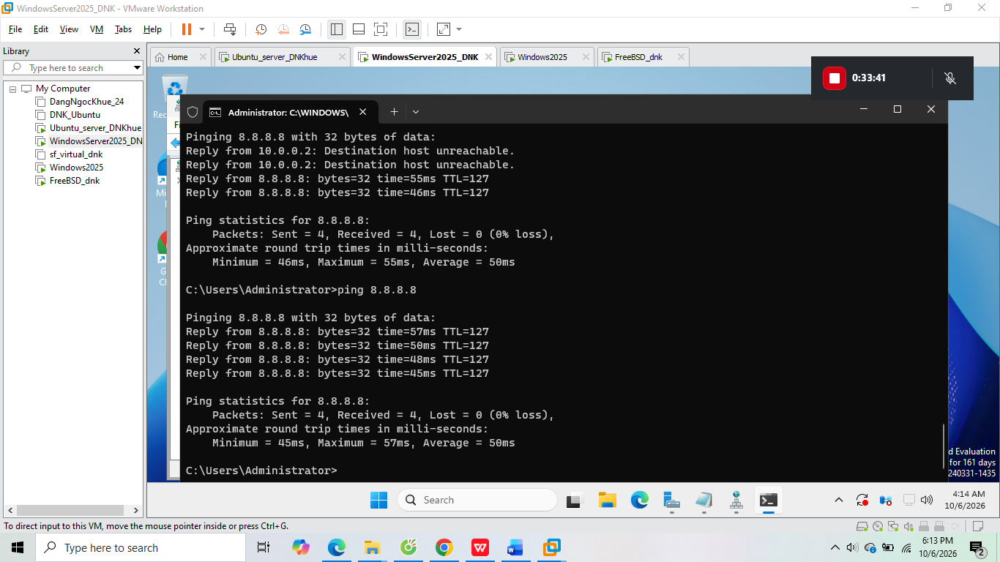 WindowsServer2025_DNK - VMware Workstation
File Edit View VM Tabs Help
Library
Type here to search
My Computer
DangNgocKhue_24
DNK_Ubuntu
Ubuntu_server_DNKhue
WindowsServer2025_DN
sf_virtual_dnk
Windows2025
FreeBSD_dnk
Home Ubuntu_server_DNKhue WindowsServer2025_DNK Windows2025 FreeBSD_dnk
0:33:41
Administrator: C:\WINDOWS\
Pinging 8.8.8.8 with 32 bytes of data:
Reply from 10.0.0.2: Destination host unreachable.
Reply from 10.0.0.2: Destination host unreachable.
Reply from 8.8.8.8: bytes=32 time=55ms TTL=127
Reply from 8.8.8.8: bytes=32 time=46ms TTL=127
Ping statistics for 8.8.8.8:
Packets: Sent = 4, Received = 4, Lost = 0 (0% loss),
Approximate round trip times in milli-seconds:
Minimum = 46ms, Maximum = 55ms, Average = 50ms
C:\Users\Administrator>ping 8.8.8.8
Pinging 8.8.8.8 with 32 bytes of data:
Reply from 8.8.8.8: bytes=32 time=57ms TTL=127
Reply from 8.8.8.8: bytes=32 time=50ms TTL=127
Reply from 8.8.8.8: bytes=32 time=48ms TTL=127
Reply from 8.8.8.8: bytes=32 time=45ms TTL=127
Ping statistics for 8.8.8.8:
Packets: Sent = 4, Received = 4, Lost = 0 (0% loss),
Approximate round trip times in milli-seconds:
Minimum = 45ms, Maximum = 57ms, Average = 50ms
C:\Users\Administrator>
d Evaluation
for 161 days
240331-1435
Search
4:14 AM
10/6/2026
To direct input to this VM, move the mouse pointer inside or press Ctrl+G.
Type here to search
6:13 PM
10/6/2026
2